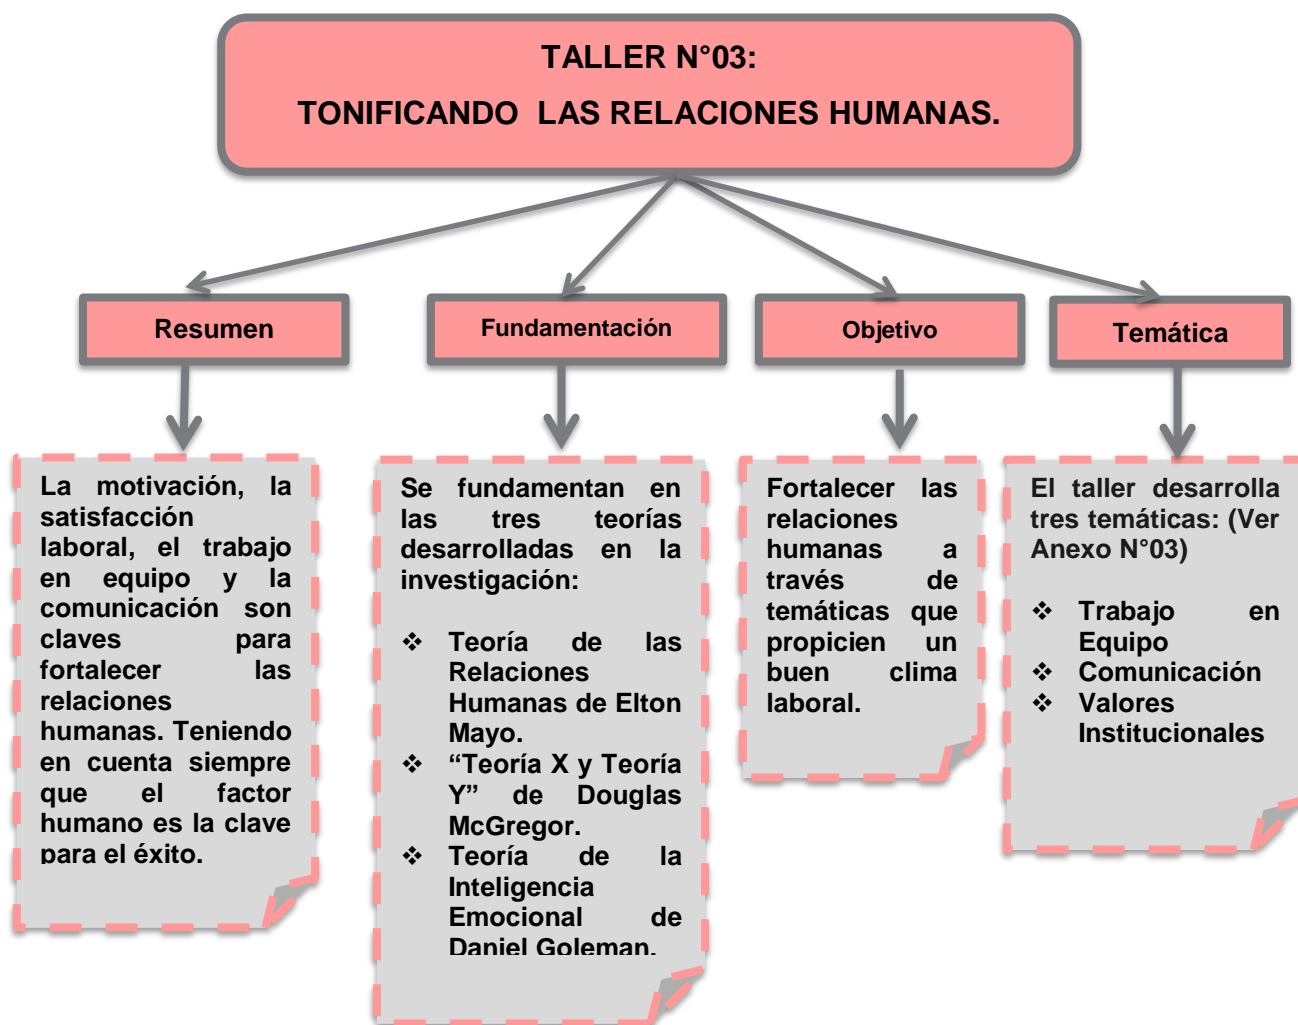 TALLER N°03:
TONIFICANDO LAS RELACIONES HUMANAS.
Resumen
Fundamentación
Objetivo
Temática
La motivación, la
satisfacción
laboral, el trabajo
en equipo y la
comunicación son
claves para
fortalecer las
relaciones
humanas. Teniendo
en cuenta siempre
que el factor
humano es la clave
para el éxito.
Se fundamentan en
las tres teorías
desarrolladas en la
investigación:
❖ Teoría de las
Relaciones
Humanas de Elton
Mayo.
❖ “Teoría X y Teoría
Y” de Douglas
McGregor.
❖ Teoría de la
Inteligencia
Emocional de
Daniel Goleman.
Fortalecer las
relaciones
humanas a
través de
temáticas que
propicien un
buen clima
laboral.
El taller desarrolla
tres temáticas: (Ver
Anexo N°03)
❖ Trabajo en
Equipo
❖ Comunicación
❖ Valores
Institucionales